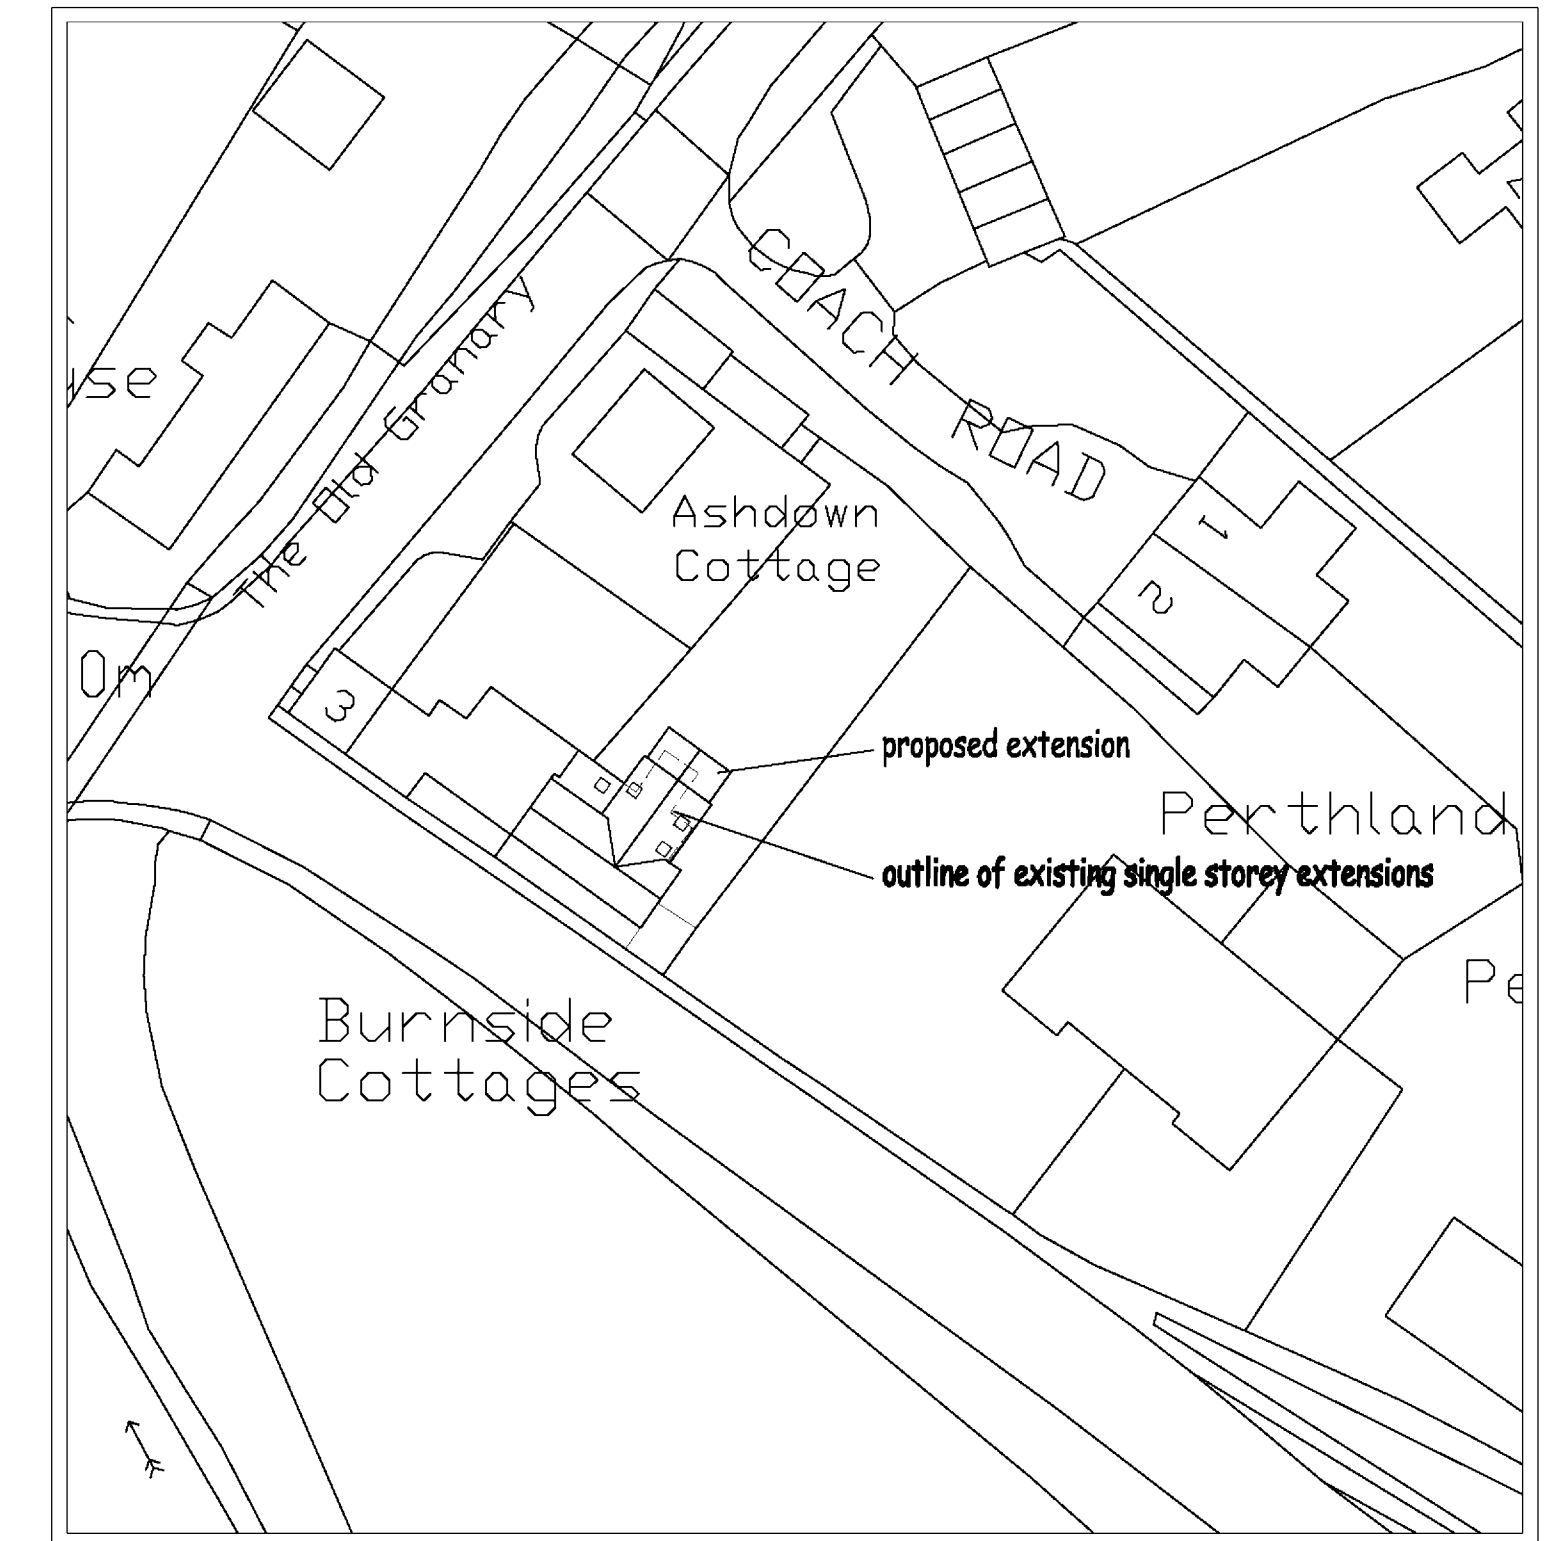 COACH ROAD
The Old Granary
use
Ashdown
Cottage
1
2
0m
3
proposed extension
Perthland
outline of existing single storey extensions
Pe
Burnside
Cottages